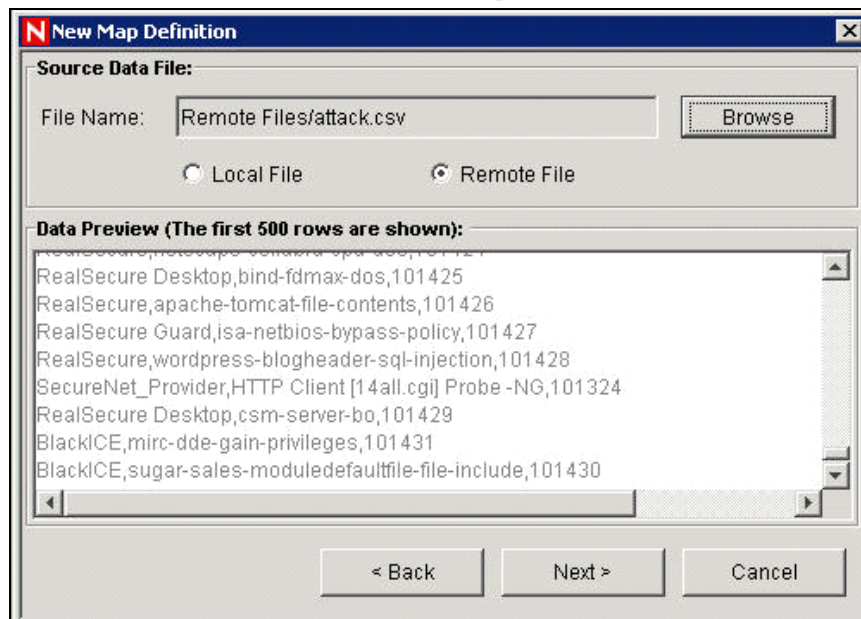 N New Map Definition
Source Data File:
File Name: Remote Files/attack.csv Browse
Local File Remote File
Data Preview (The first 500 rows are shown):
RealSecure Desktop,bind-fdmax-dos,101425
RealSecure,apache-tomcat-file-contents,101426
RealSecure Guard,isa-netbios-bypass-policy,101427
RealSecure,wordpress-blogheader-sql-injection,101428
SecureNet_Provider,HTTP Client [14all.cgi] Probe -NG,101324
RealSecure Desktop,csm-server-bo,101429
BlackICE,mirc-dde-gain-privileges,101431
BlackICE,sugar-sales-moduledefaultfile-file-include,101430
< Back Next > Cancel